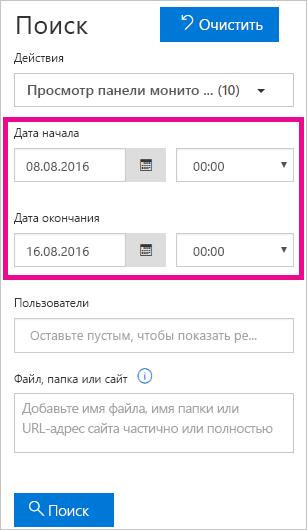 Поиск
Очистить
Действия
Просмотр панели монито ... (10)
Дата начала
08.08.2016
00:00
Дата окончания
16.08.2016
00:00
Пользователи
Оставьте пустым, чтобы показать ре...
Файл, папка или сайт
Добавьте имя файла, имя папки или
URL-адрес сайта частично или полностью
Поиск